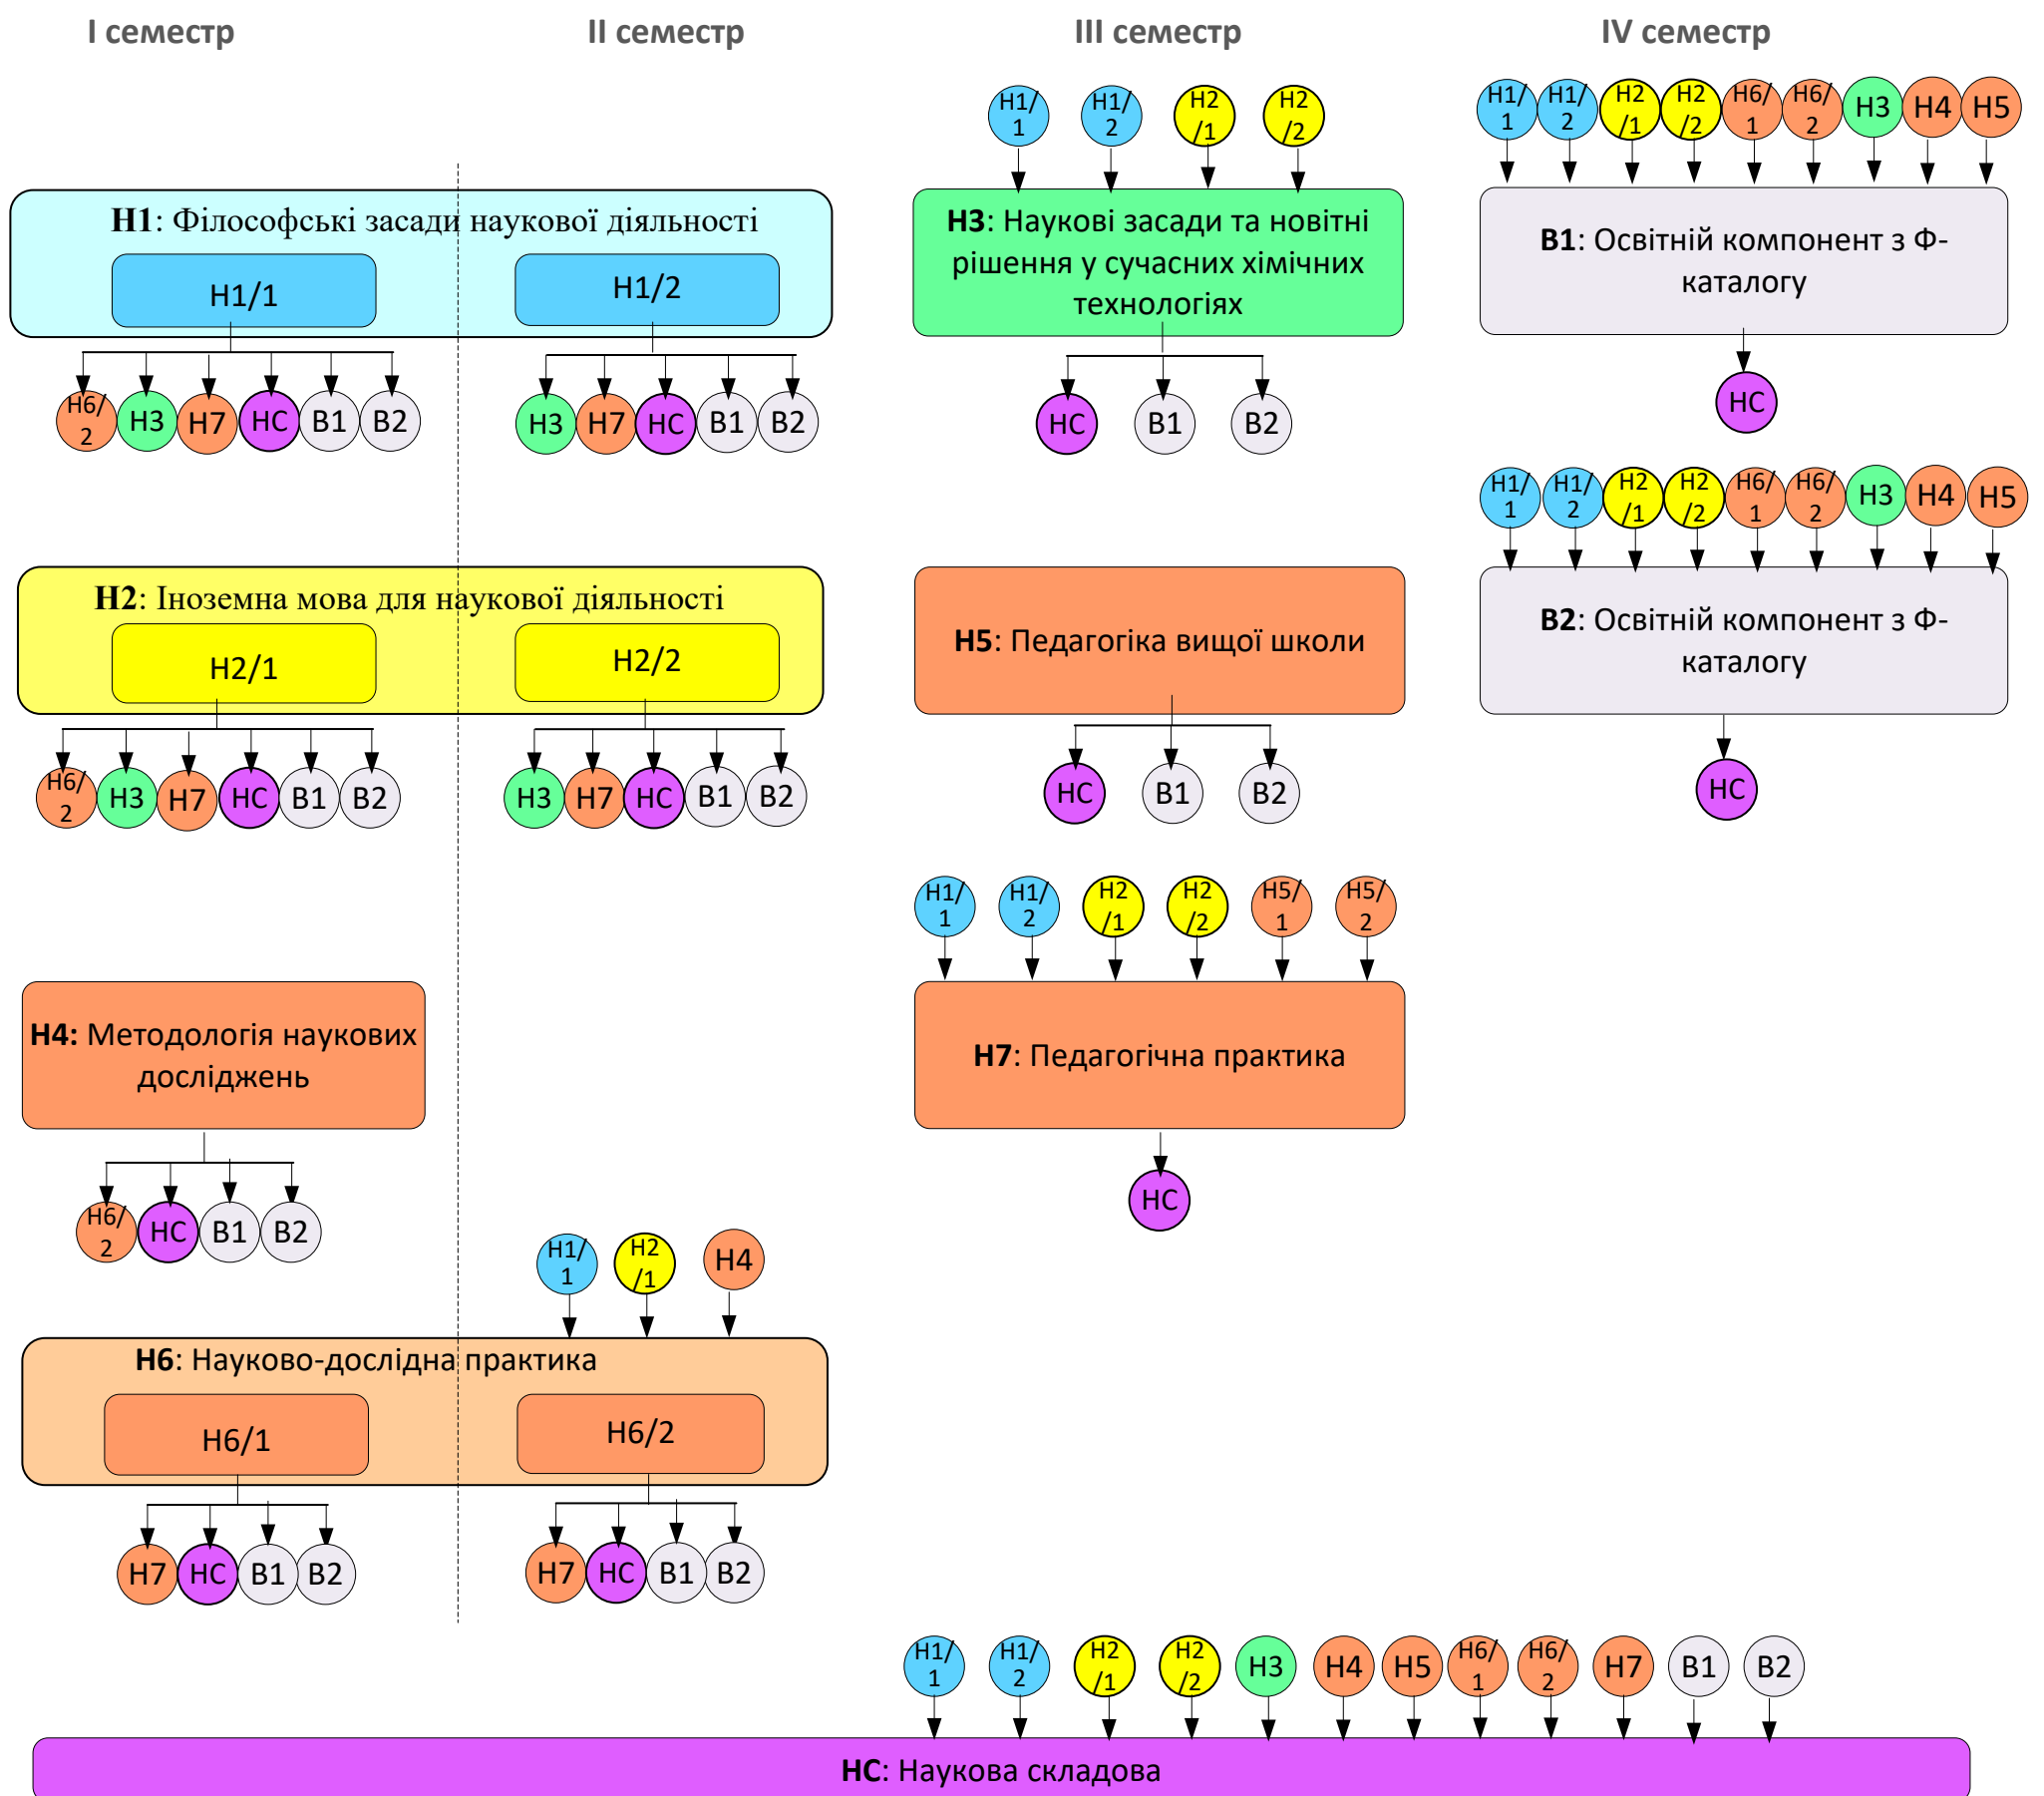 І семестр
ІІ семестр
ІІІ семестр
IV семестр
Н1/
1
Н1/
2
Н2
/1
Н2
/2
Н1/
1
Н1/
2
Н2
/1
Н2
/2
Н6/
1
Н6/
2
Н3
Н4
Н5
Н1: Філософські засади наукової діяльності
Н1/1
Н1/2
Н3: Наукові засади та новітні
рішення у сучасних хімічних
технологіях
В1: Освітній компонент з Ф-
каталогу
Н6/
2
Н3
Н7
НС
В1
В2
Н3
Н7
НС
В1
В2
НС
В1
В2
НС
Н1/
1
Н1/
2
Н2
/1
Н2
/2
Н6/
1
Н6/
2
Н3
Н4
Н5
Н2: Іноземна мова для наукової діяльності
Н2/1
Н2/2
Н5: Педагогіка вищої школи
В2: Освітній компонент з Ф-
каталогу
Н6/
2
Н3
Н7
НС
В1
В2
Н3
Н7
НС
В1
В2
НС
В1
В2
НС
Н1/
1
Н1/
2
Н2
/1
Н2
/2
Н5/
1
Н5/
2
Н4: Методологія наукових
досліджень
Н7: Педагогічна практика
Н6/
2
НС
В1
В2
НС
Н1/
1
Н2
/1
Н4
Н6: Науково-дослідна практика
Н6/1
Н6/2
Н7
НС
В1
В2
Н7
НС
В1
В2
Н1/
1
Н1/
2
Н2
/1
Н2
/2
Н3
Н4
Н5
Н6/
1
Н6/
2
Н7
В1
В2
НС: Наукова складова